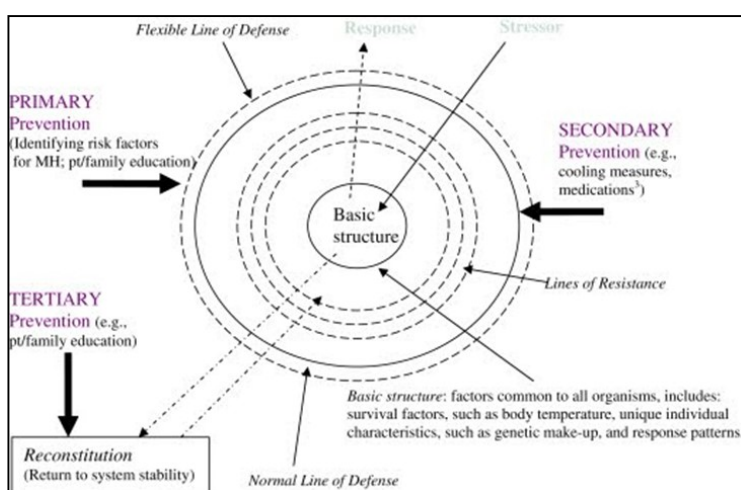 Flexible Line of Defense
Response
Stressor
PRIMARY
Prevention
(Identifying risk factors
for MH; pt/family education)
SECONDARY
Prevention (e.g.,
cooling measures,
medications³)
Basic
structure
Lines of Resistance
TERTIARY
Prevention (e.g.,
pt/family education)
Basic structure: factors common to all organisms, includes:
survival factors, such as body temperature, unique individual
characteristics, such as genetic make-up, and response patterns
Reconstitution
(Return to system stability)
Normal Line of Defense